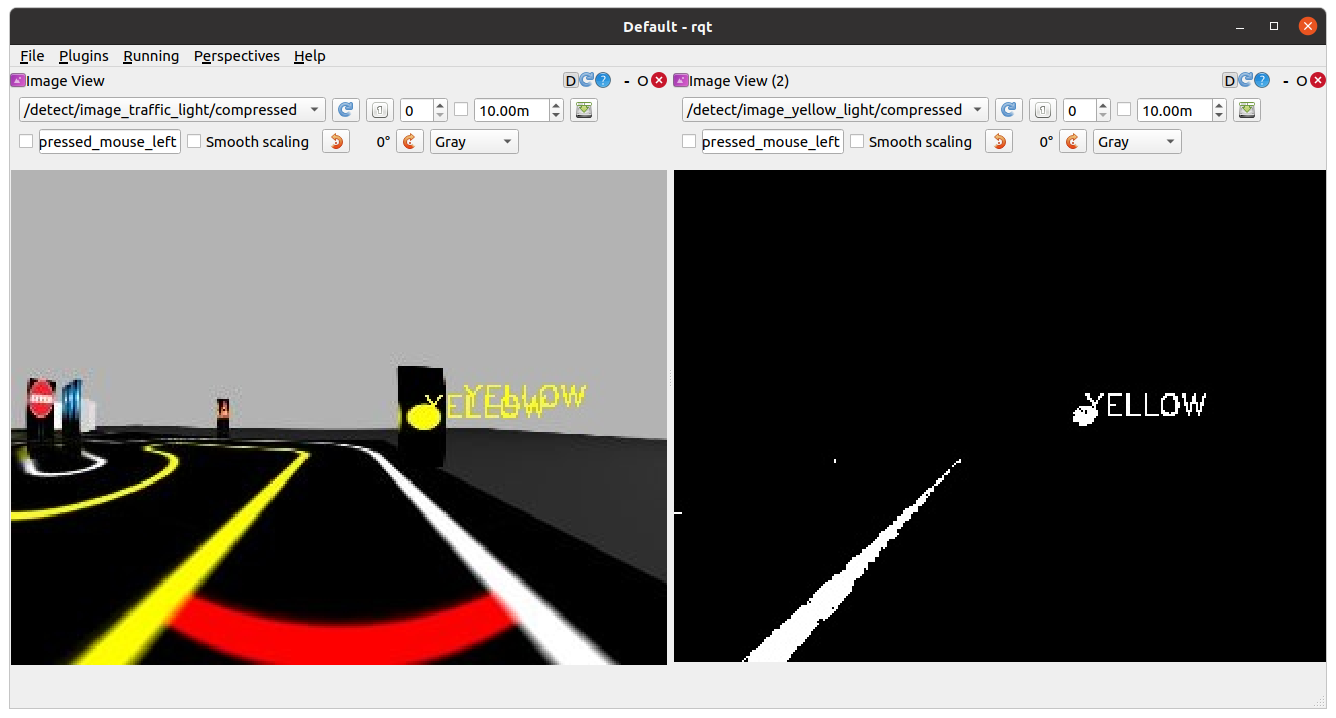 Default - rqt
File Plugins Running Perspectives Help
Image View
D ? - O
/detect/image_traffic_light/compressed
0
10.00m
pressed_mouse_left
Smooth scaling
0°
Gray
YELLOW
YELLOW
Image View (2)
D ? - O
/detect/image_yellow_light/compressed
0
10.00m
pressed_mouse_left
Smooth scaling
0°
Gray
YELLOW